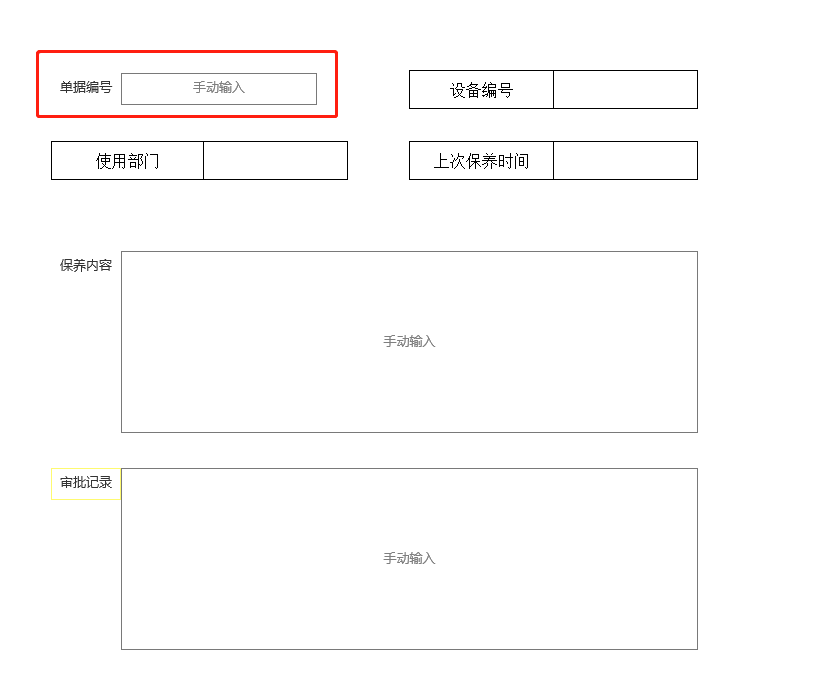 单据编号 手动输入 设备编号
使用部门 上次保养时间
保养内容
手动输入
审批记录
手动输入